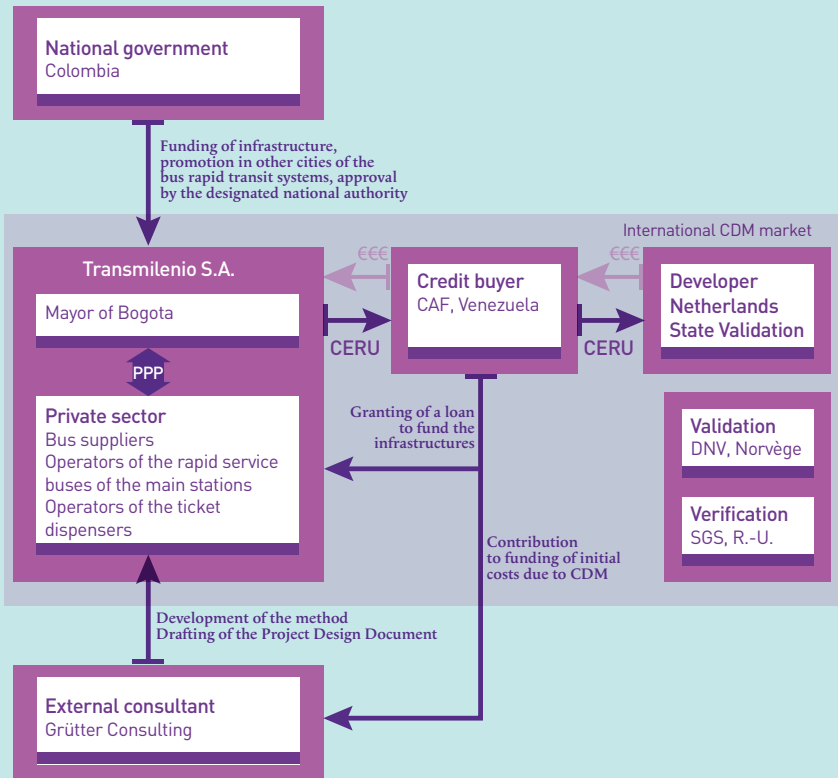 National government
Colombia
Funding of infrastructure,
promotion in other cities of the
bus rapid transit systems, approval
by the designated national authority
International CDM market
Transmilenio S.A.
Mayor of Bogota
PPP
Private sector
Bus suppliers
Operators of the rapid service
buses of the main stations
Operators of the ticket
dispensers
€€€
CERU
Credit buyer
CAF, Venezuela
€€€
CERU
Developer
Netherlands
State Validation
Granting of a loan
to fund the
infrastructures
Validation
DNV, Norvège
Verification
SGS, R.-U.
Contribution
to funding of initial
costs due to CDM
Development of the method
Drafting of the Project Design Document
External consultant
Grütter Consulting